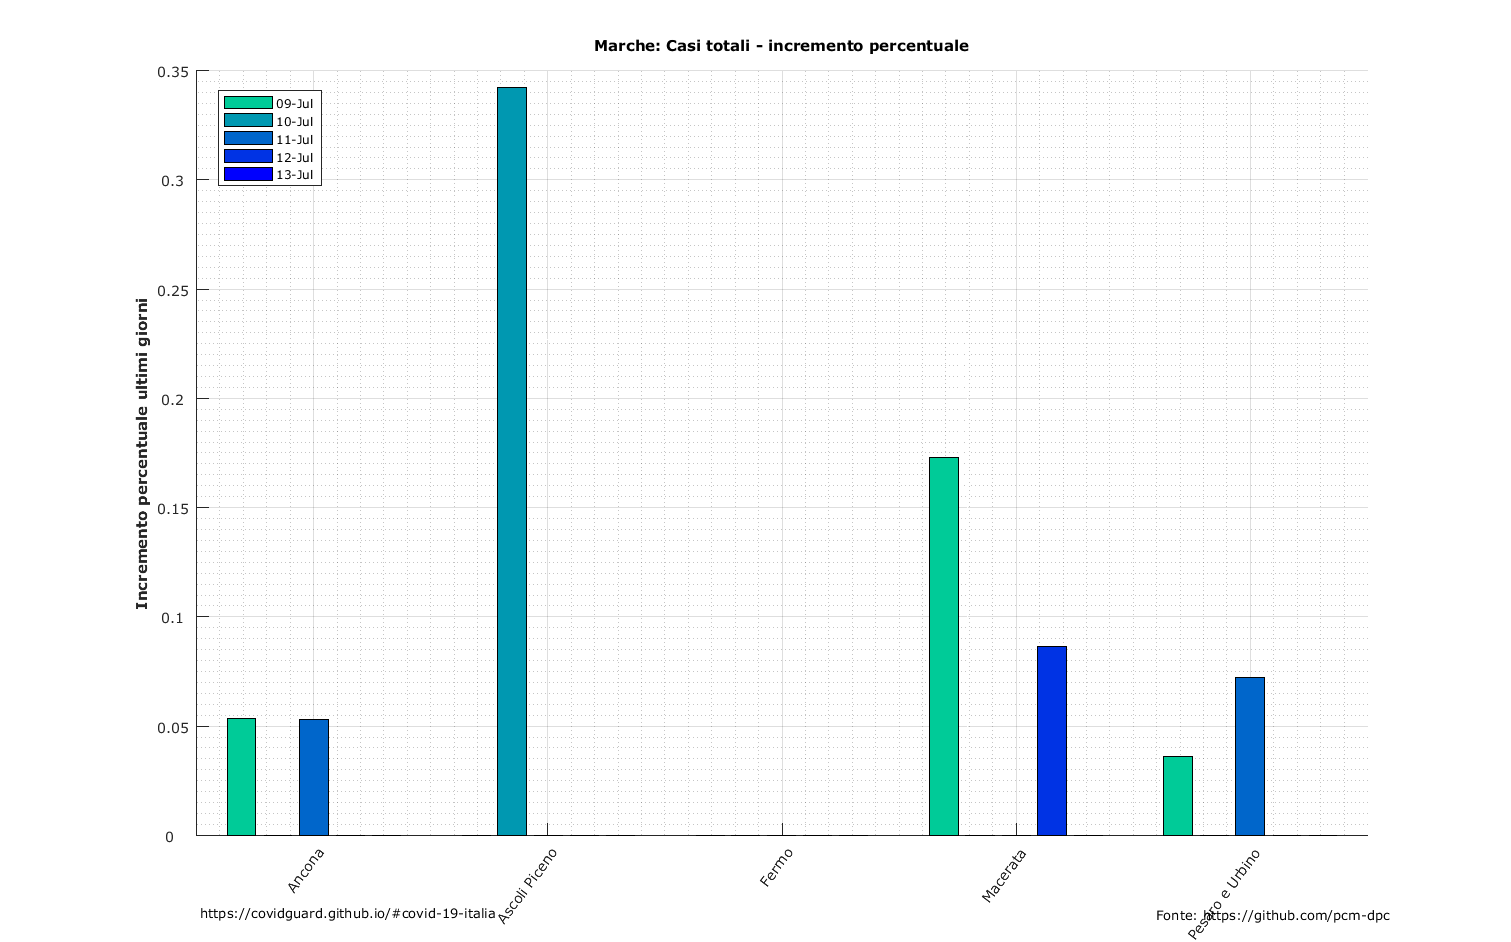 Marche: Casi totali - incremento percentuale
Incremento percentuale ultimi giorni
0.35
0.3
0.25
0.2
0.15
0.1
0.05
0
09-Jul
10-Jul
11-Jul
12-Jul
13-Jul
Ancona
Ascoli Piceno
Fermo
Macerata
Pesaro e Urbino
https://covidguard.github.io/#covid-19-italia
Fonte: https://github.com/pcm-dpc